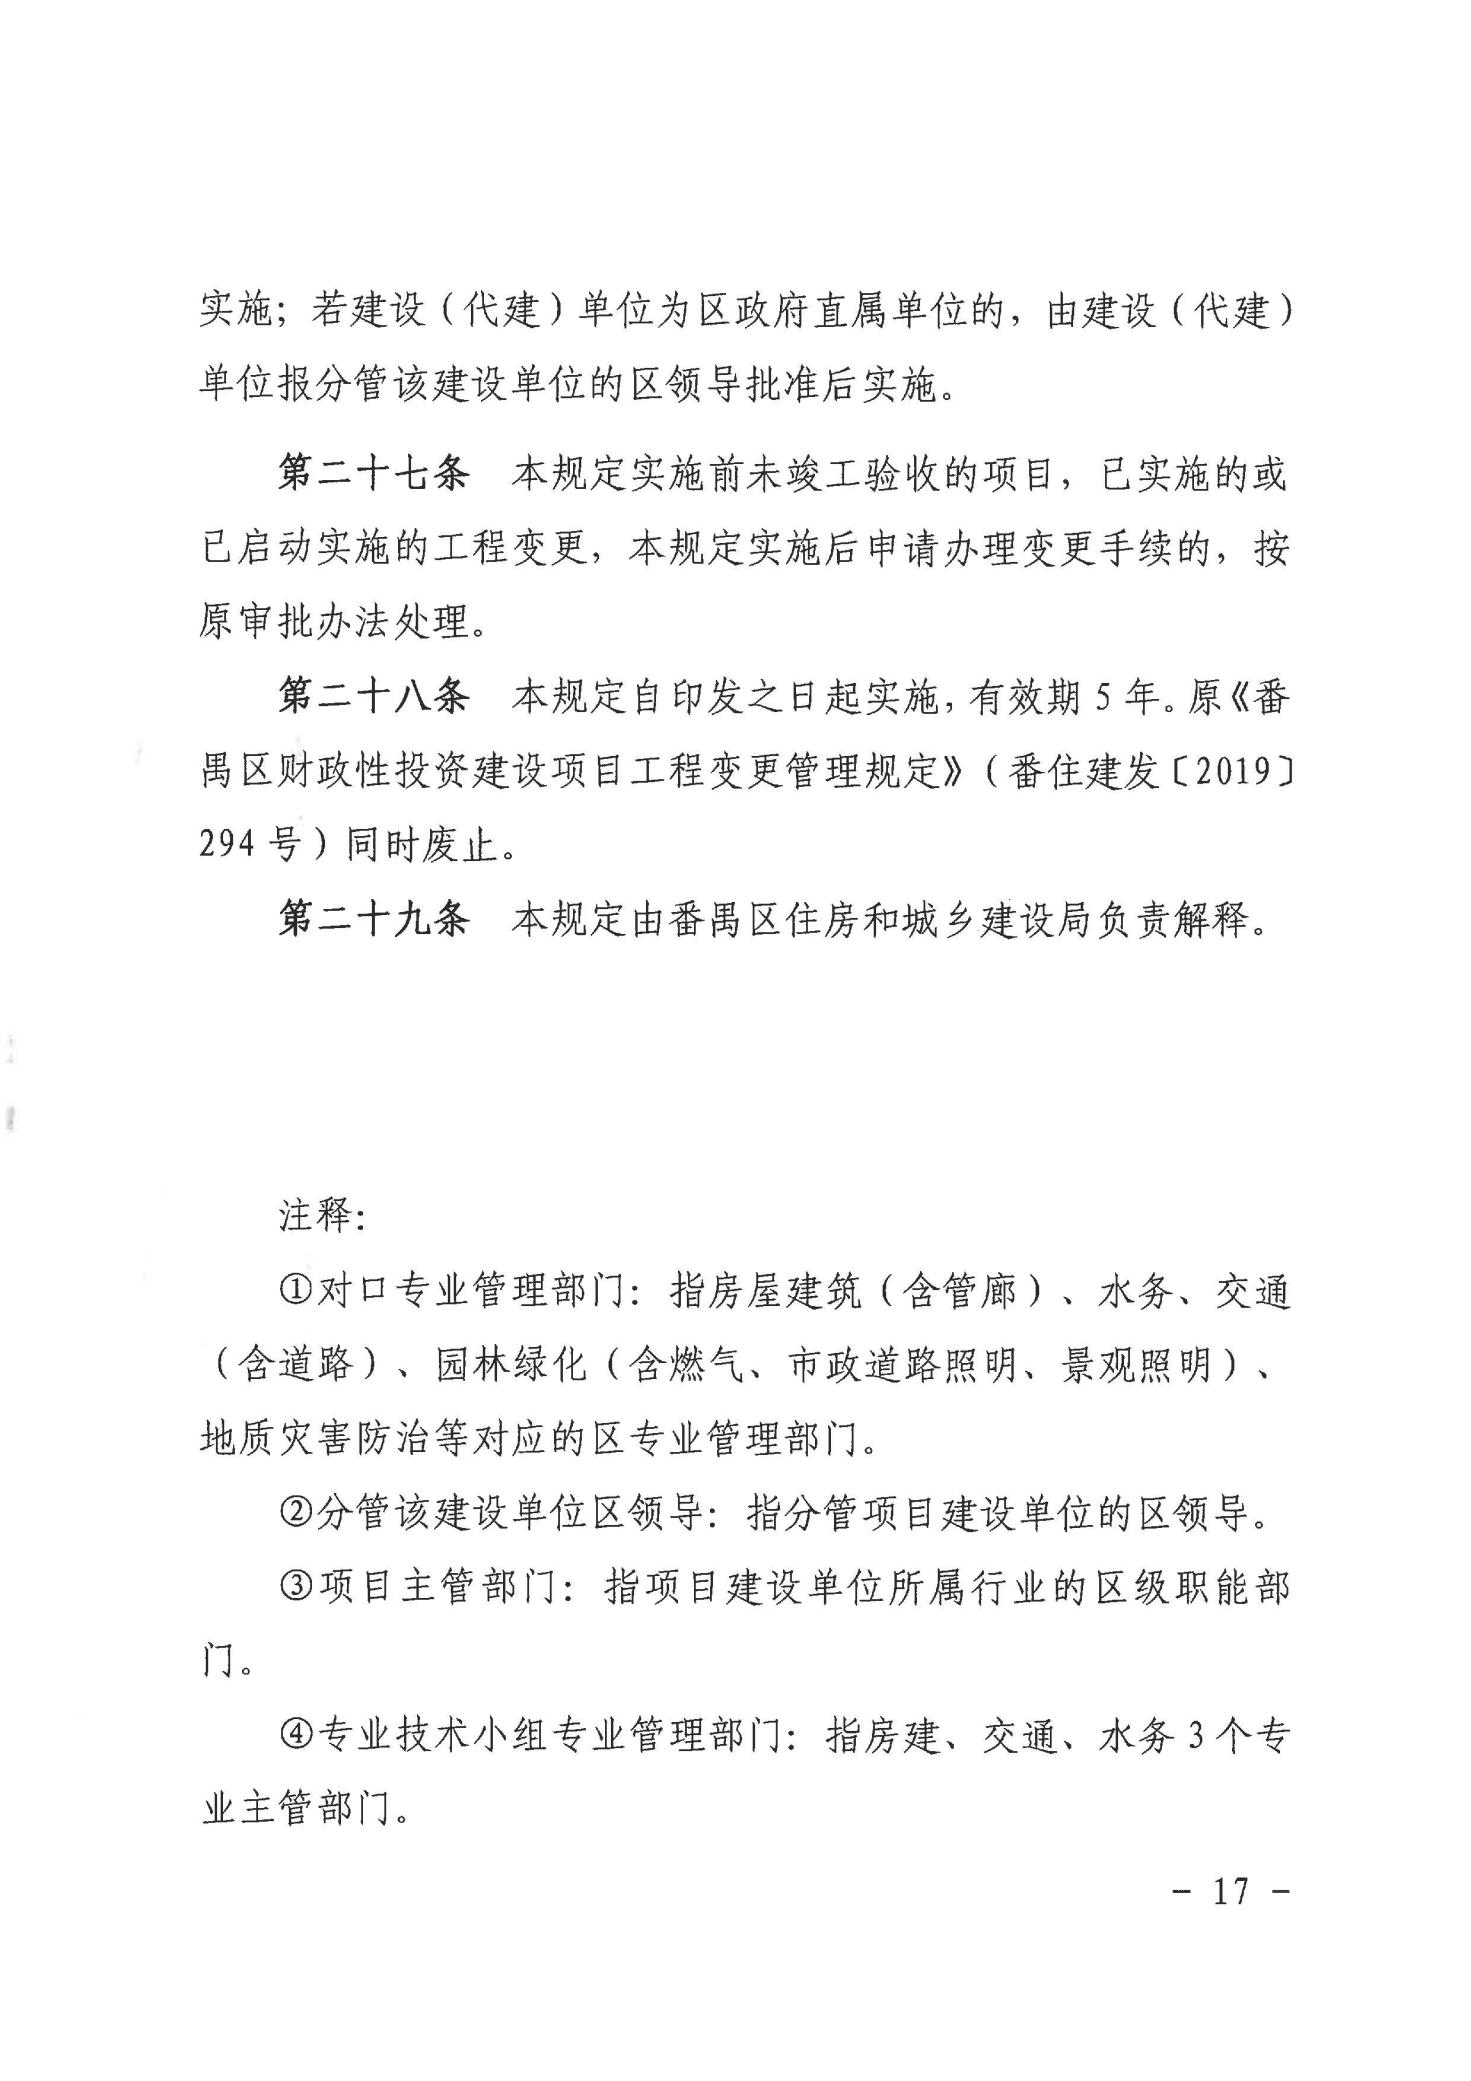 实施；若建设（代建）单位为区政府直属单位的，由建设（代建）
单位报分管该建设单位的区领导批准后实施。
第二十七条　本规定实施前未竣工验收的项目，已实施的或
已启动实施的工程变更，本规定实施后申请办理变更手续的，按
原审批办法处理。
第二十八条　本规定自印发之日起实施，有效期 5 年。原《番
禺区财政性投资建设项目工程变更管理规定》（番住建发〔2019〕
294 号）同时废止。
第二十九条　本规定由番禺区住房和城乡建设局负责解释。
注释：
①对口专业管理部门：指房屋建筑（含管廊）、水务、交通
（含道路）、园林绿化（含燃气、市政道路照明、景观照明）、
地质灾害防治等对应的区专业管理部门。
②分管该建设单位区领导：指分管项目建设单位的区领导。
③项目主管部门：指项目建设单位所属行业的区级职能部
门。
④专业技术小组专业管理部门：指房建、交通、水务 3 个专
业主管部门。
- 17 -